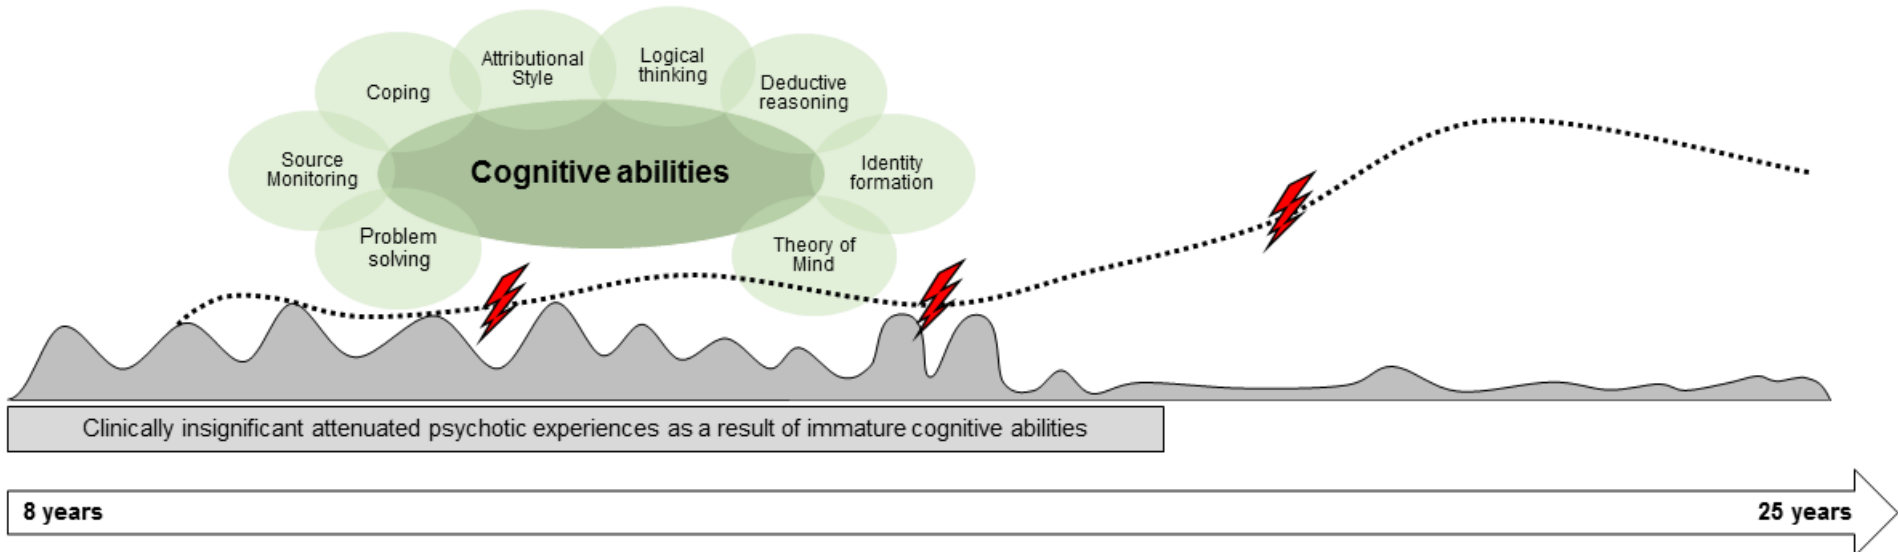 Attributional
Style
Logical
thinking
Coping
Deductive
reasoning
Source
Monitoring
Cognitive abilities
Identity
formation
Problem
solving
Theory of
Mind
Clinically insignificant attenuated psychotic experiences as a result of immature cognitive abilities
8 years
25 years